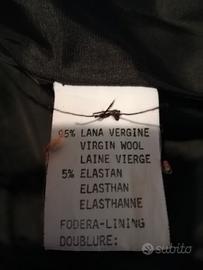 95% LANA VERGINE
VIRGIN WOOL
LAINE VIERGE
5% ELASTAN
ELASTHAN
ELASTHANNE
FODERA-LINING
DOUBLURE:
subito